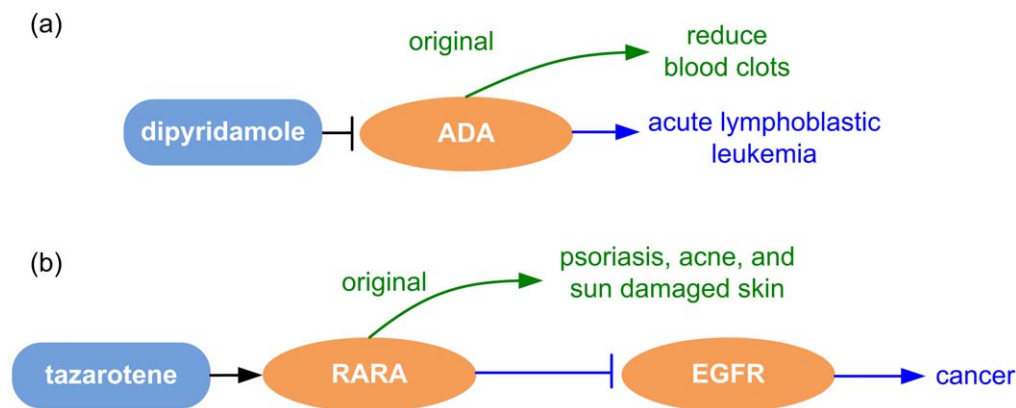 (a)
original
reduce
blood clots
dipyridamole
ADA
acute lymphoblastic
leukemia
(b)
original
psoriasis, acne, and
sun damaged skin
tazarotene
RARA
EGFR
cancer